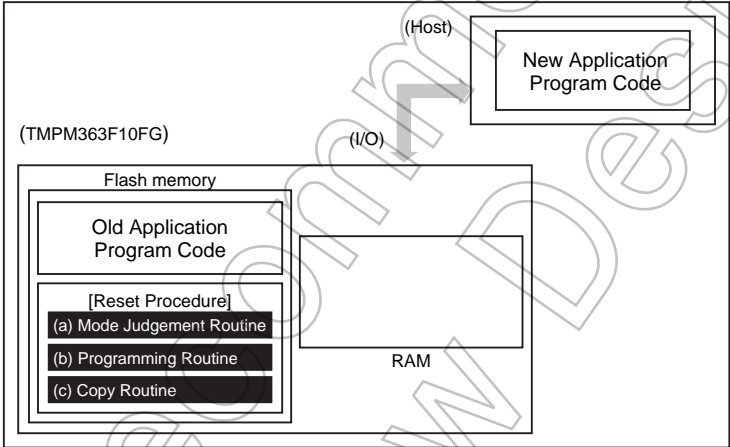 (Host)
New Application
Program Code
(TMPM363F10FG)
(I/O)
Flash memory
Old Application
Program Code
[Reset Procedure]
(a) Mode Judgement Routine
(b) Programming Routine
(c) Copy Routine
RAM